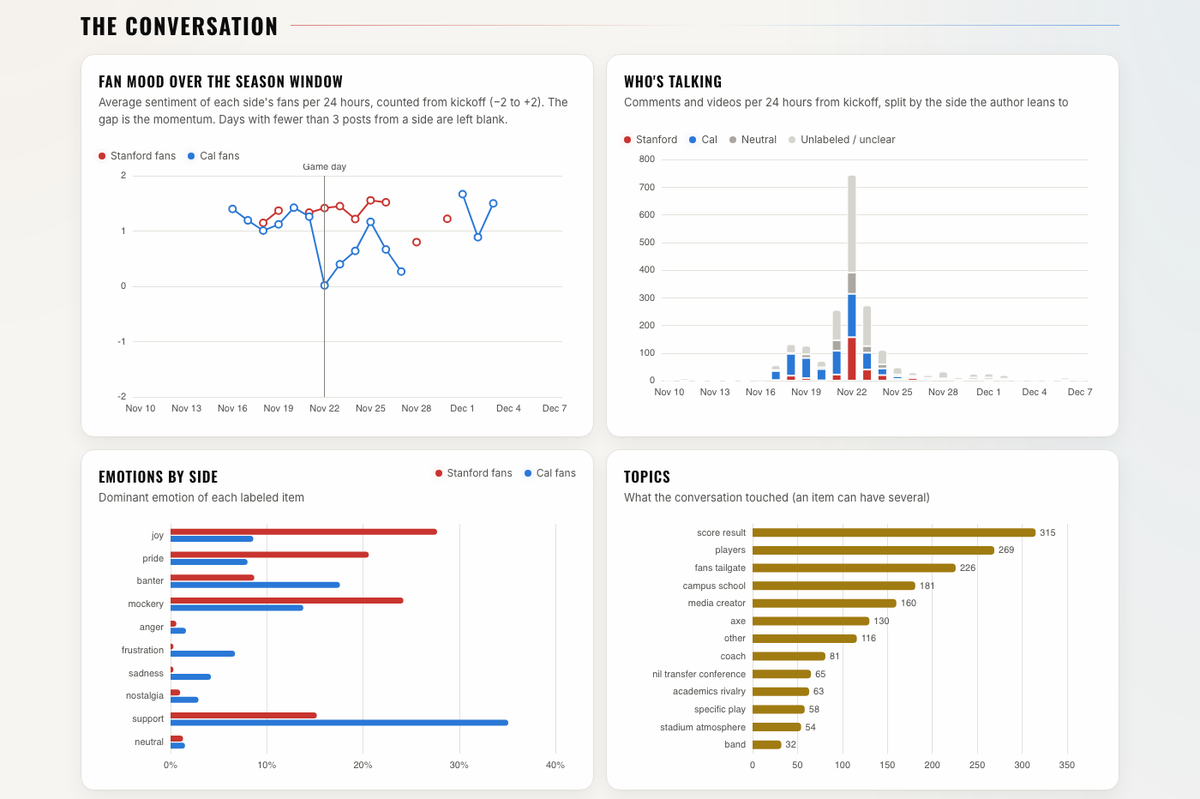 THE CONVERSATION
FAN MOOD OVER THE SEASON WINDOW
Average sentiment of each side's fans per 24 hours, counted from kickoff (−2 to +2). The
gap is the momentum. Days with fewer than 3 posts from a side are left blank.
Stanford fans Cal fans
Game day
2
1
0
-1
-2
Nov 10 Nov 13 Nov 16 Nov 19 Nov 22 Nov 25 Nov 28 Dec 1 Dec 4 Dec 7
WHO'S TALKING
Comments and videos per 24 hours from kickoff, split by the side the author leans to
Stanford Cal Neutral Unlabeled / unclear
800
700
600
500
400
300
200
100
0
Nov 10 Nov 13 Nov 16 Nov 19 Nov 22 Nov 25 Nov 28 Dec 1 Dec 4 Dec 7
EMOTIONS BY SIDE
Stanford fans Cal fans
Dominant emotion of each labeled item
joy
pride
banter
mockery
anger
frustration
sadness
nostalgia
support
neutral
0% 10% 20% 30% 40%
TOPICS
What the conversation touched (an item can have several)
score result 315
players 269
fans tailgate 226
campus school 181
media creator 160
axe 130
other 116
coach 81
nil transfer conference 65
academics rivalry 63
specific play 58
stadium atmosphere 54
band 32
0 50 100 150 200 250 300 350